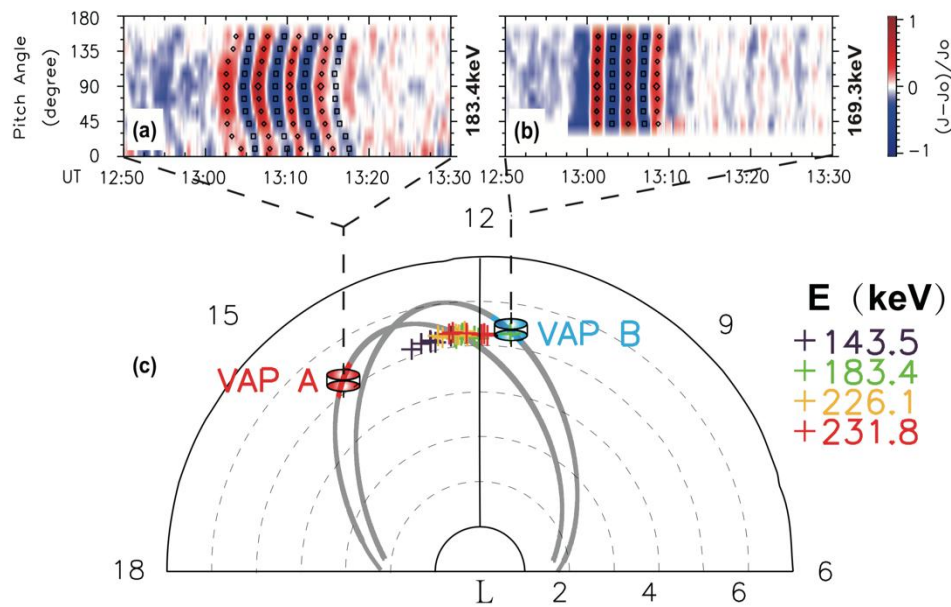 180
135
90
45
0
Pitch Angle
(degree)
(a)
183.4keV
(b)
169.3keV
1
0
-1
(J-Jo)/Jo
UT
12:50
13:00
13:10
13:20
13:30
12:50
13:00
13:10
13:20
13:30
12
15
9
E (keV)
+143.5
+183.4
+226.1
+231.8
VAP B
(c)
VAP A
18
L
2
4
6
6